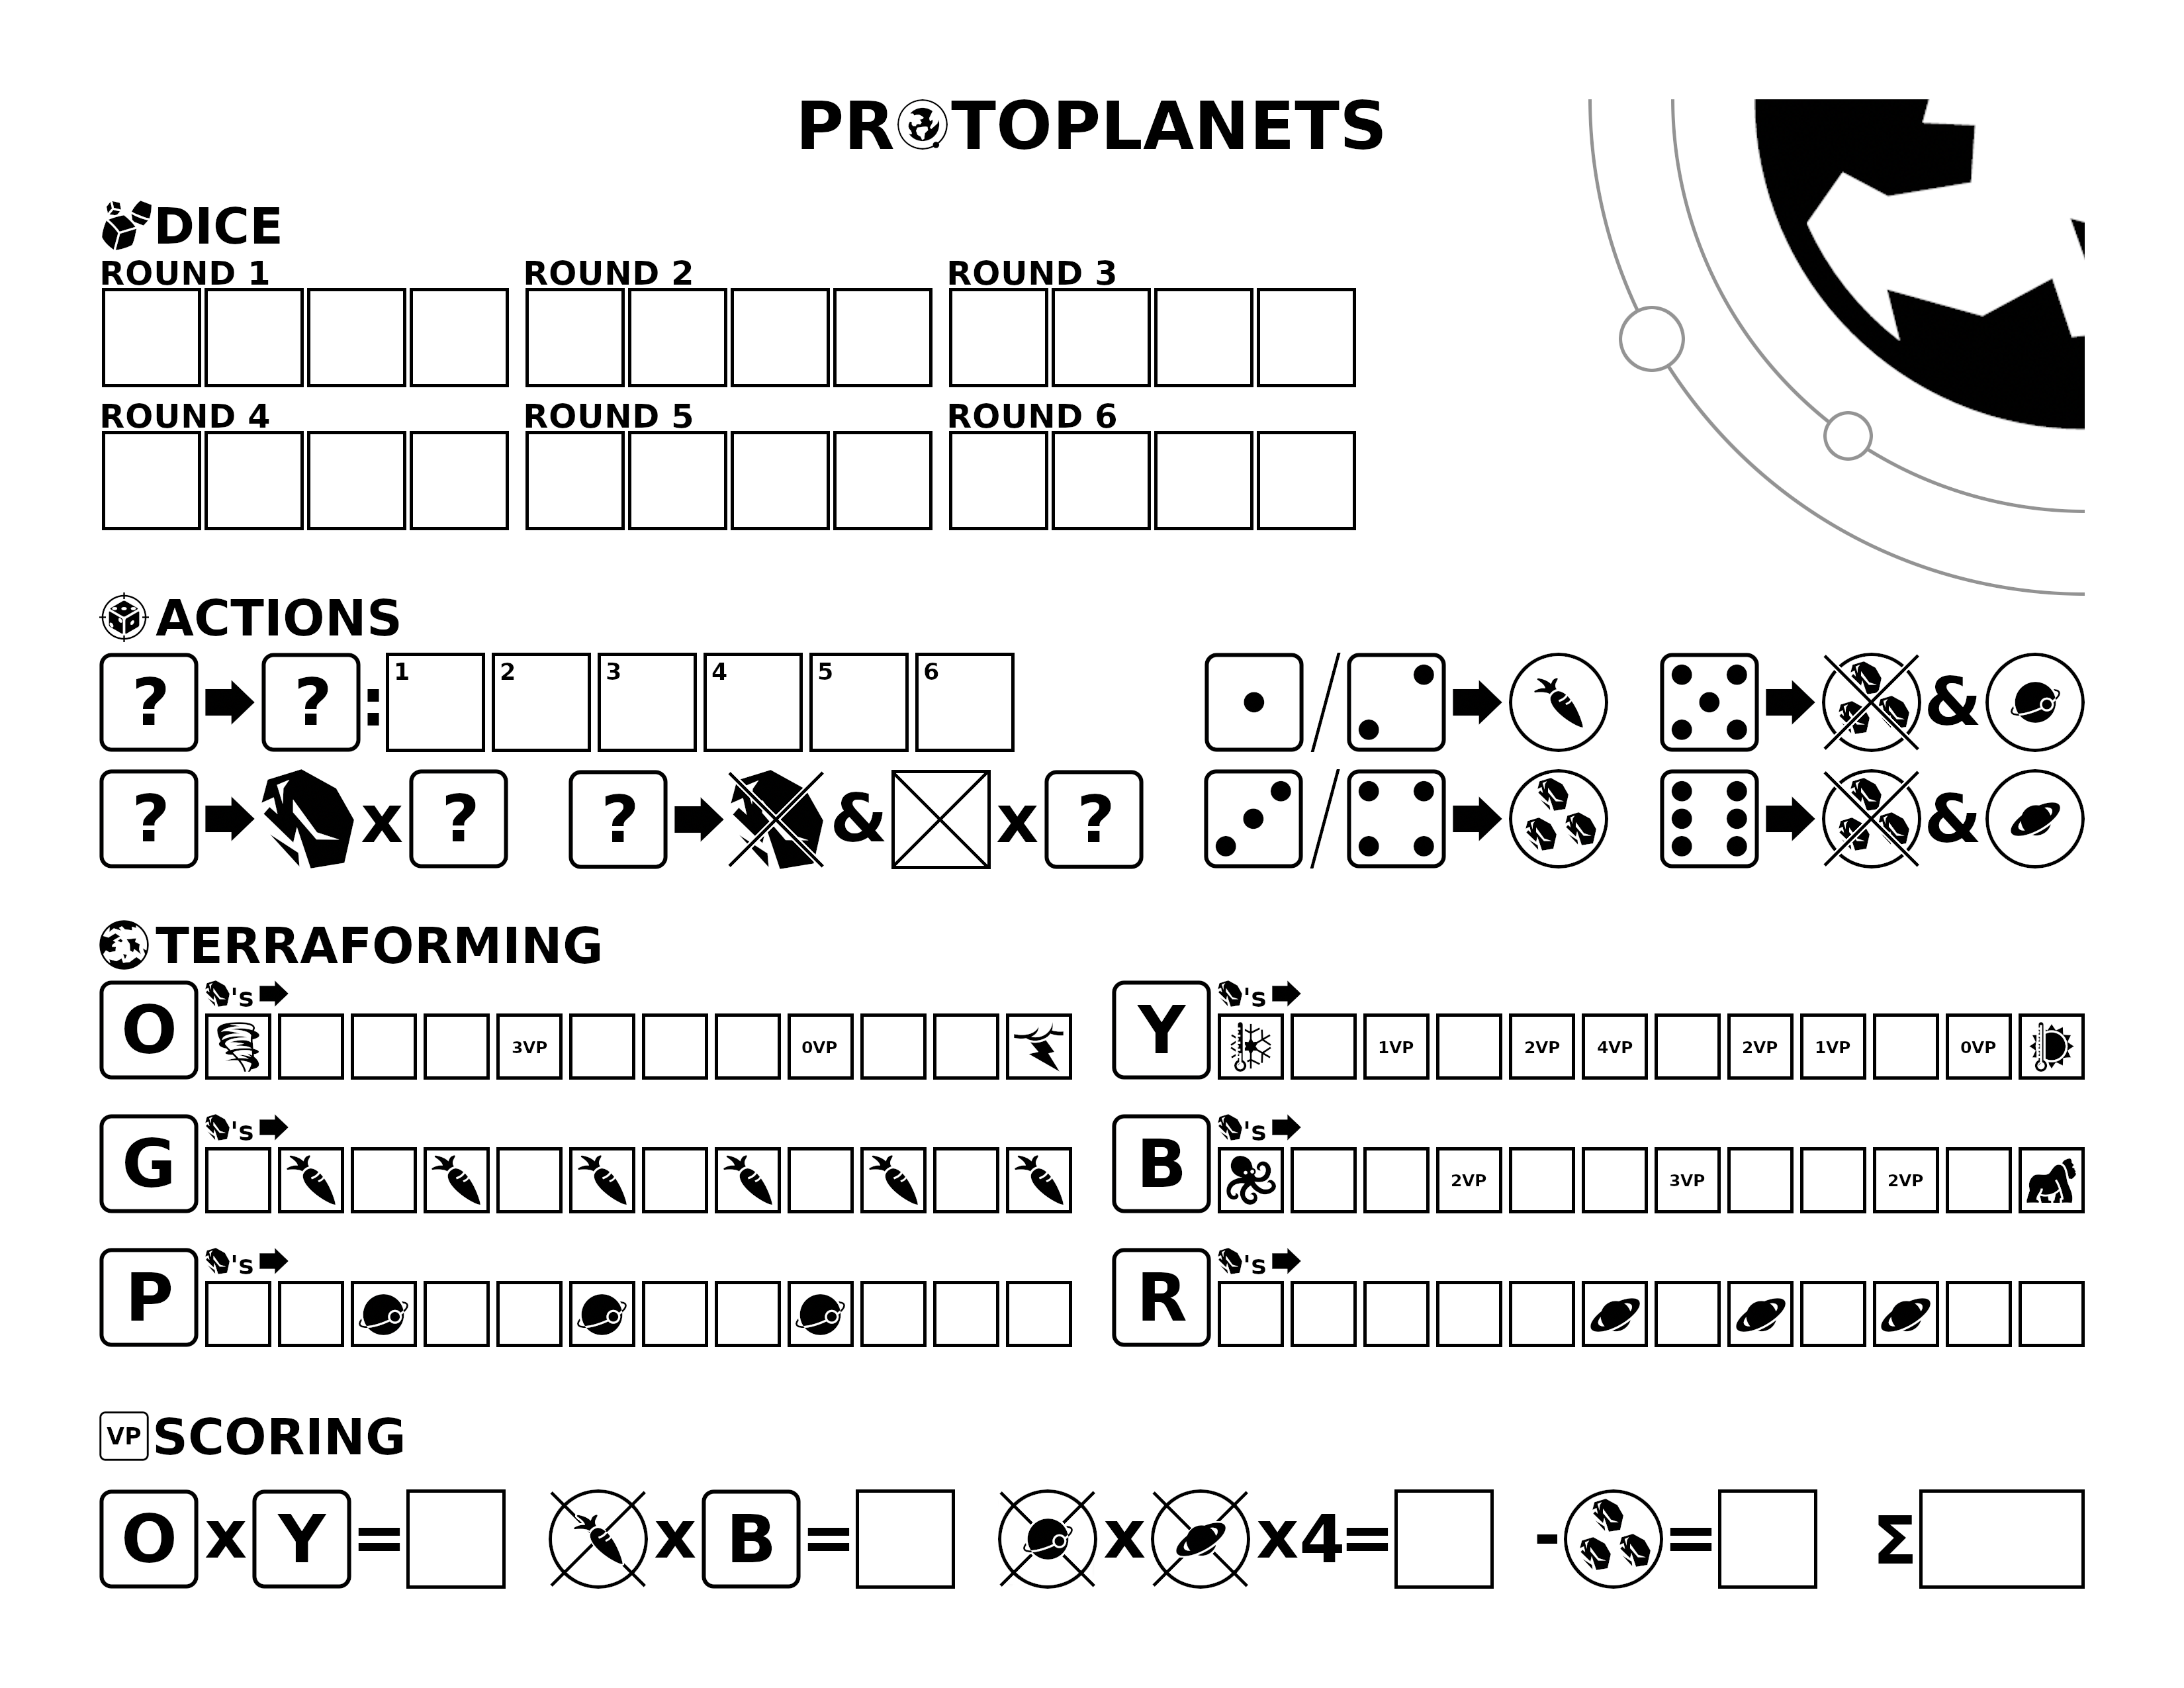 PROTOPLANETS
DICE
ROUND 1 ROUND 2 ROUND 3
ROUND 4 ROUND 5 ROUND 6
ACTIONS
? ? : 1 2 3 4 5 6
? x ? ? & x ? & &
TERRAFORMING
O 's 3VP 0VP
Y 's 1VP 2VP 4VP 2VP 1VP 0VP
G 's
B 's 2VP 3VP 2VP
P 's
R 's
VP SCORING
O x Y = x B = x x4= - = Σ